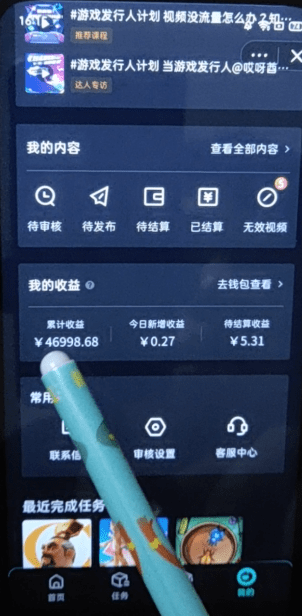 16:1
#游戏发行人计划 视频没流量怎么办？知…
推荐课程
#游戏发行人计划 当游戏发行人@哎呀酋…
达人专访
我的内容
查看全部内容 >
5
待审核 待发布 待结算 已结算 无效视频
我的收益
去钱包查看 >
累计收益 今日新增收益 待结算收益
￥46998.68 ￥0.27 ￥5.31
常用
联系信 审核设置 客服中心
最近完成任务
首页 任务 我的